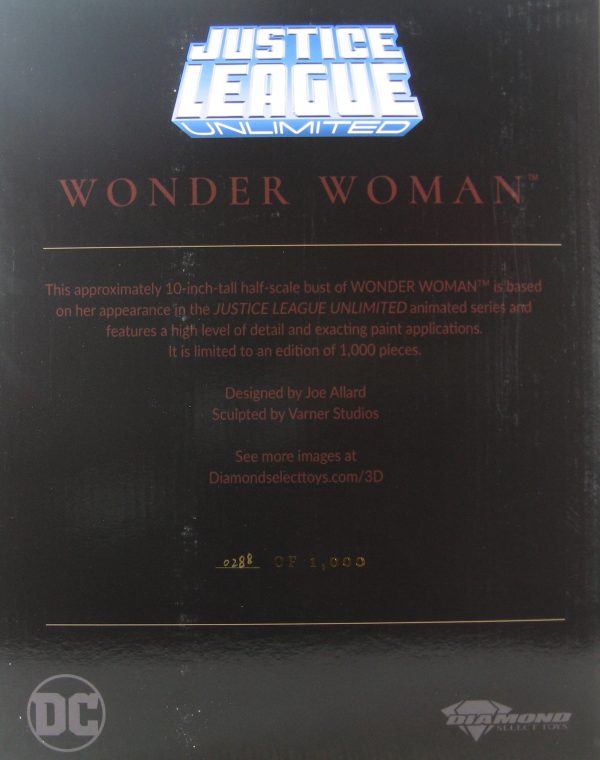 JUSTICE
LEAGUE
UNLIMITED
WONDER WOMAN™
This approximately 10-inch-tall half-scale bust of WONDER WOMAN™ is based
on her appearance in the JUSTICE LEAGUE UNLIMITED animated series and
features a high level of detail and exacting paint applications.
It is limited to an edition of 1,000 pieces.
Designed by Joe Allard
Sculpted by Varner Studios
See more images at
Diamondselecttoys.com/3D
0288 OF 1,000
DC
DIAMOND
SELECT TOYS